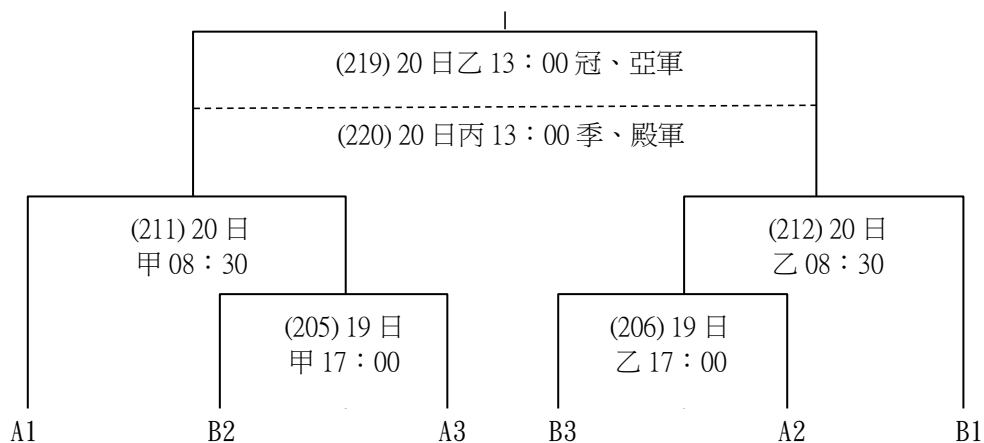 (219) 20 日乙 13：00 冠、亞軍
(220) 20 日丙 13：00 季、殿軍
(211) 20 日
甲 08：30
(212) 20 日
乙 08：30
(205) 19 日
甲 17：00
(206) 19 日
乙 17：00
A1 B2 A3 B3 A2 B1